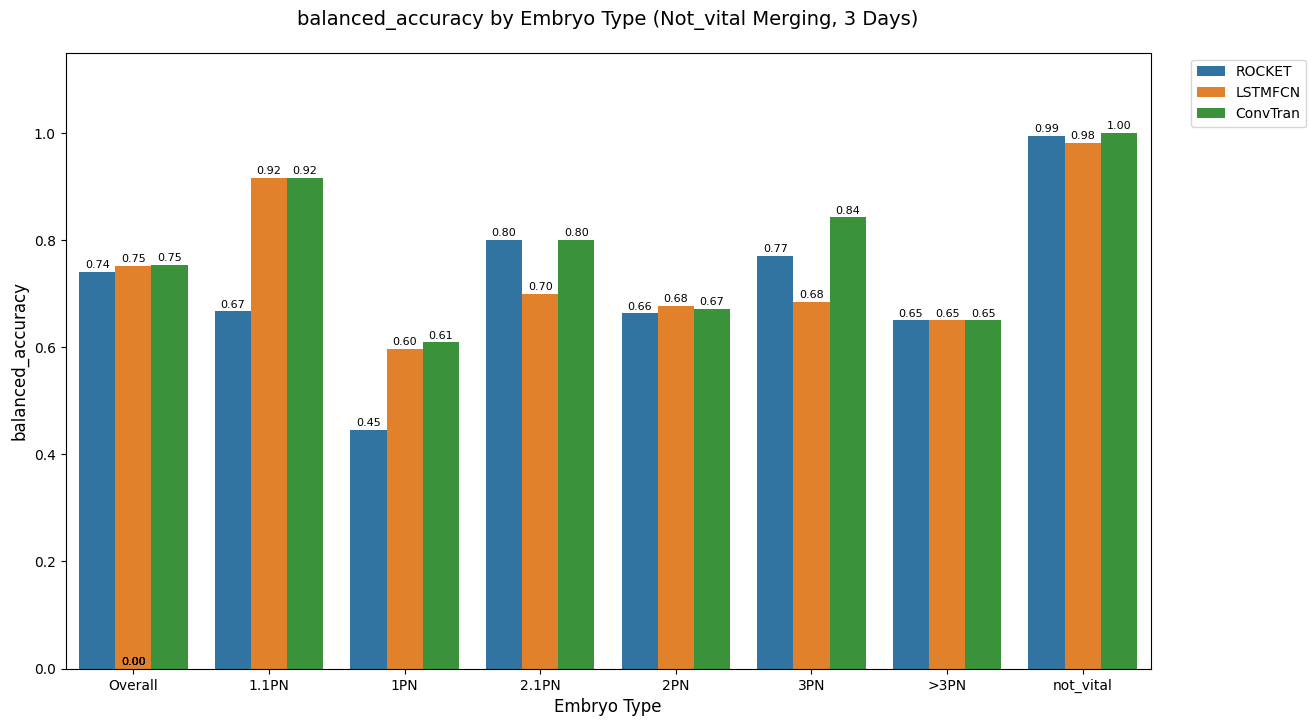 balanced_accuracy by Embryo Type (Not_vital Merging, 3 Days)
ROCKET
LSTMFCN
ConvTran
balanced_accuracy
1.0
0.8
0.6
0.4
0.2
0.0
0.74 0.75 0.75
0.67 0.92 0.92
0.45 0.60 0.61
0.80 0.70 0.80
0.66 0.68 0.67
0.77 0.68 0.84
0.65 0.65 0.65
0.99 0.98 1.00
0.00
Overall 1.1PN 1PN 2.1PN 2PN 3PN >3PN not_vital
Embryo Type